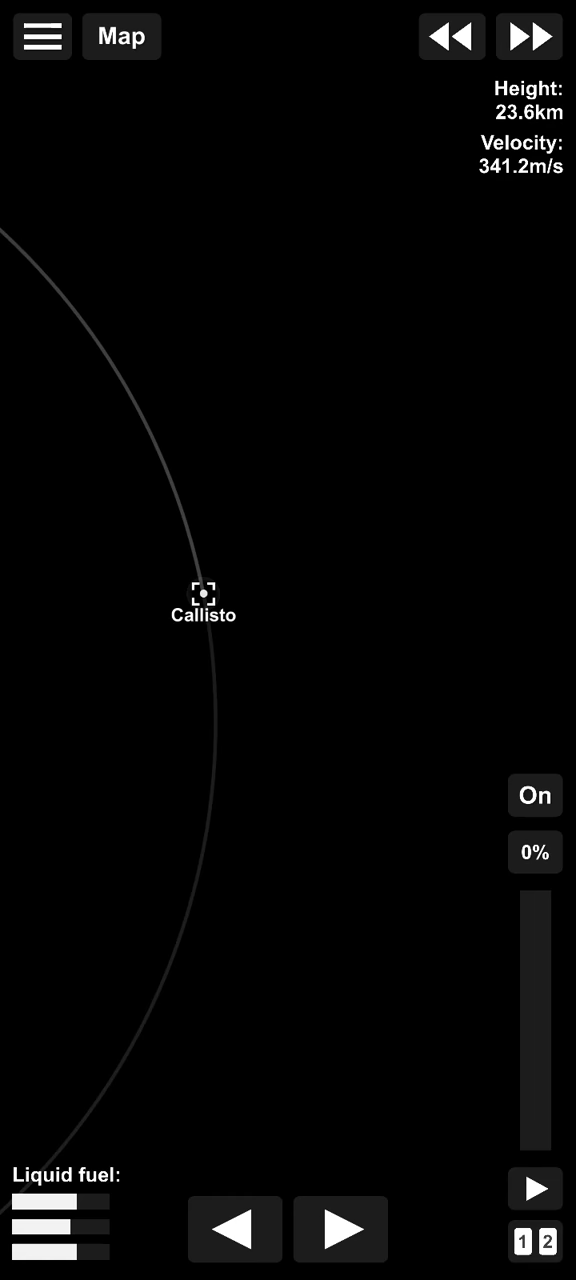 Map
Height:
23.6km
Velocity:
341.2m/s
Callisto
On
0%
Liquid fuel:
1 2